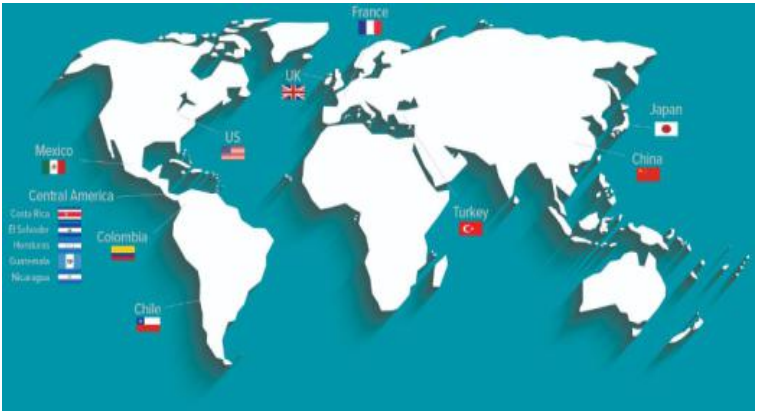 France
UK
US
Japan
China
Mexico
Central America
Costa Rica
El Salvador
Honduras
Guatemala
Nicaragua
Colombia
Turkey
Chile